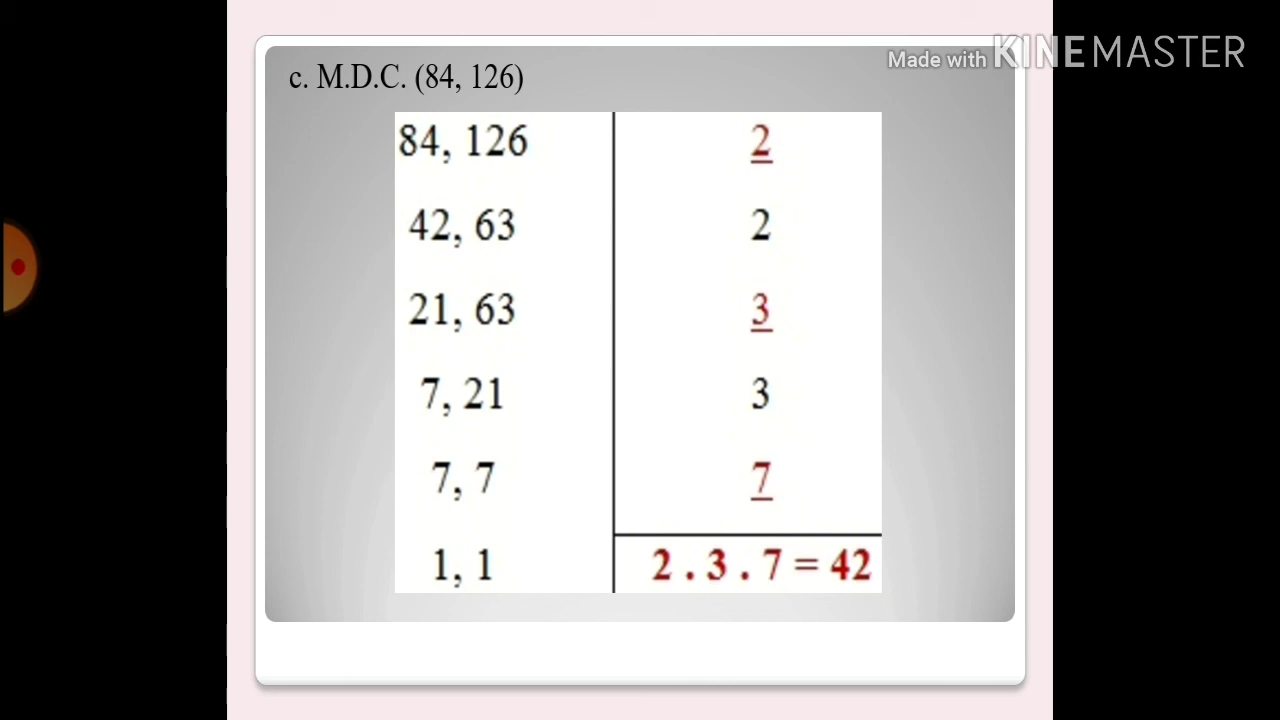 Made with KINEMASTER
c. M.D.C. (84, 126)
84, 126 2
42, 63 2
21, 63 3
7, 21 3
7, 7 7
1, 1 2 . 3 . 7 = 42